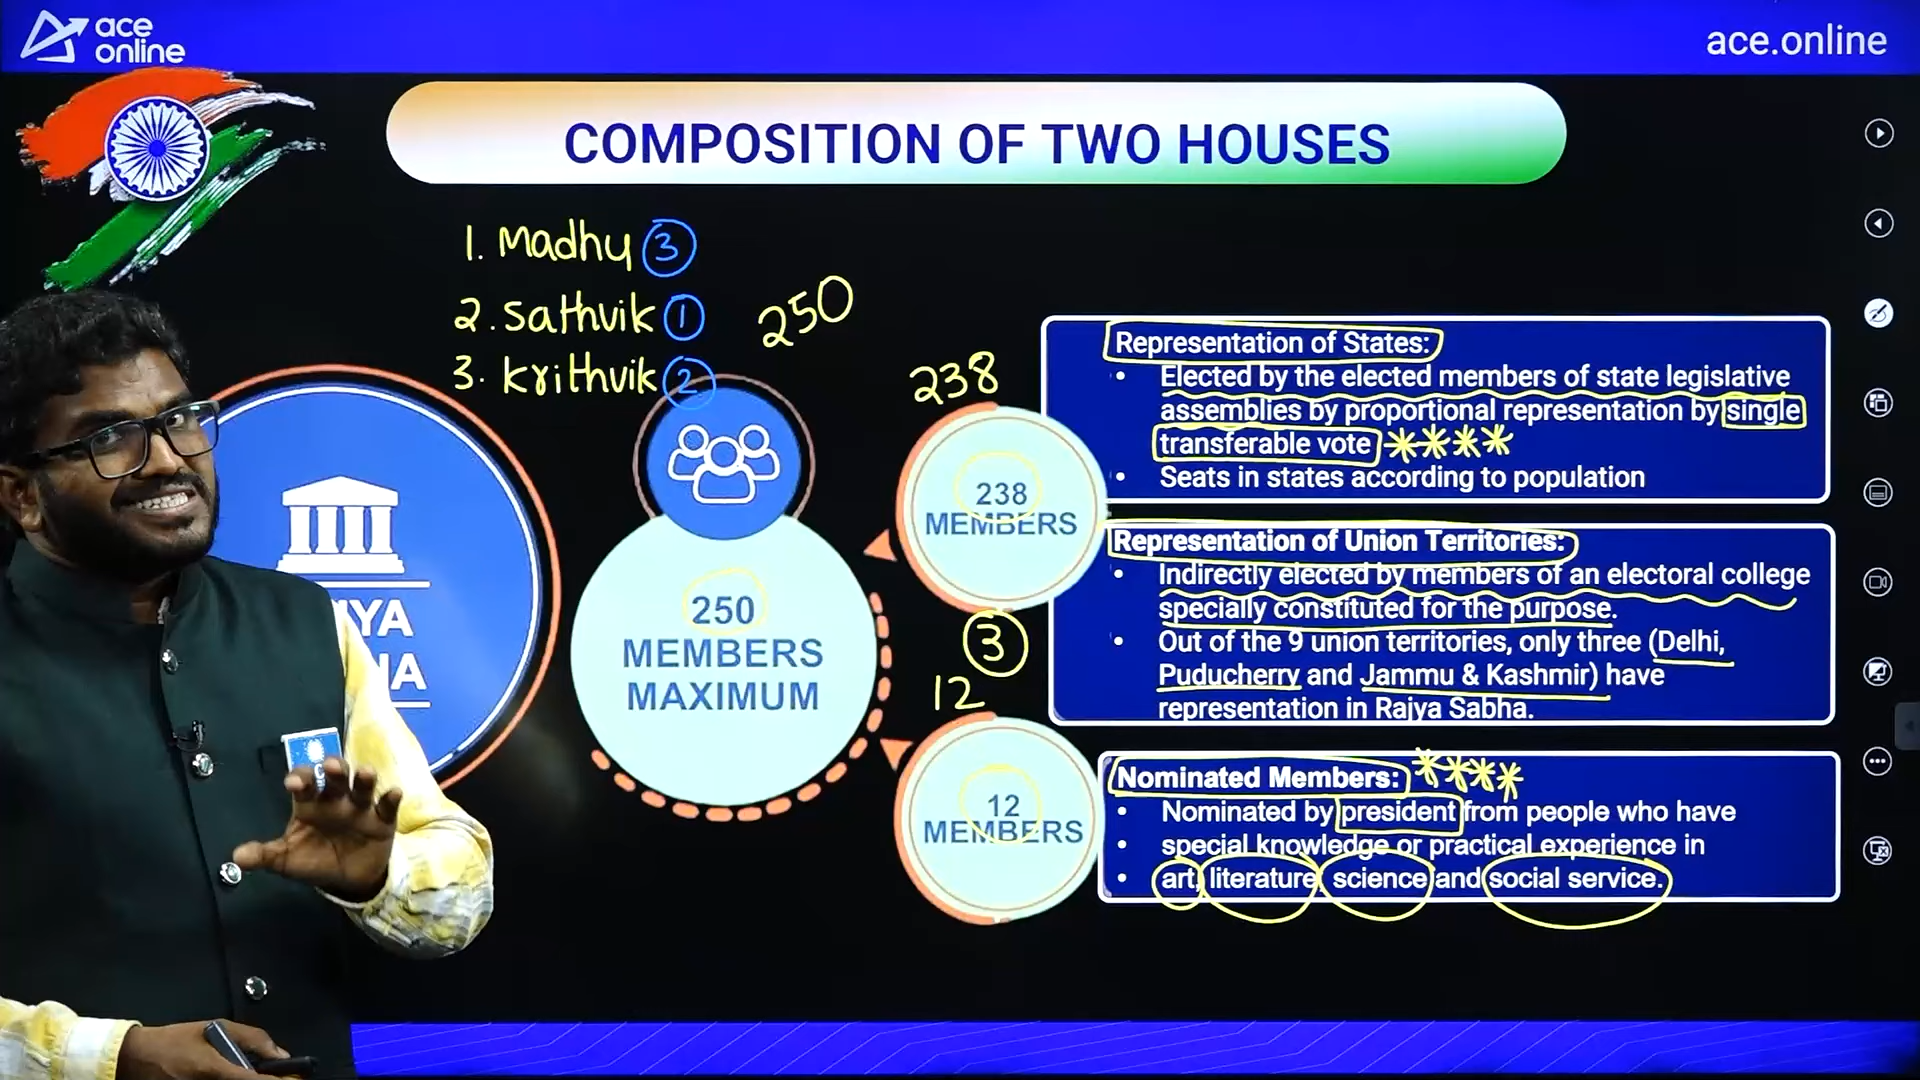 ace
online
ace.online
COMPOSITION OF TWO HOUSES
1. Madhu 3
2. Sathvik 1
3. Krithvik 2
250
238
250
MEMBERS
MAXIMUM
238
MEMBERS
3
12
12
MEMBERS
Representation of States:
• Elected by the elected members of state legislative
assemblies by proportional representation by single
transferable vote ****
• Seats in states according to population
Representation of Union Territories:
• Indirectly elected by members of an electoral college
specially constituted for the purpose.
• Out of the 9 union territories, only three (Delhi,
Puducherry and Jammu & Kashmir) have
representation in Rajya Sabha.
Nominated Members: ****
• Nominated by president from people who have
• special knowledge or practical experience in
• art, literature, science and social service.